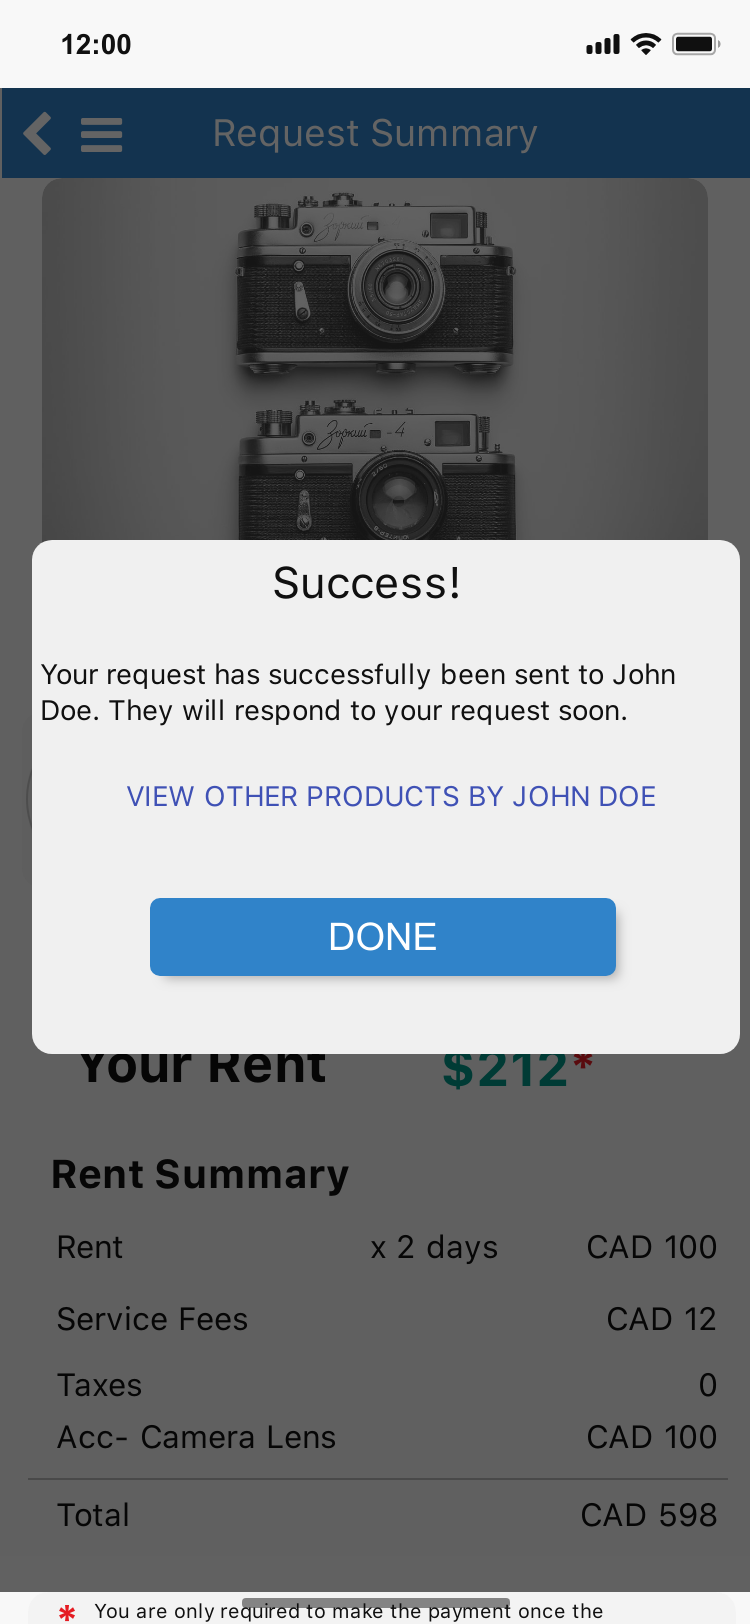 12:00
Request Summary
Зоркий
Зоркий - 4
Success!
Your request has successfully been sent to John
Doe. They will respond to your request soon.
VIEW OTHER PRODUCTS BY JOHN DOE
DONE
Your Rent $212*
Rent Summary
Rent x 2 days CAD 100
Service Fees CAD 12
Taxes 0
Acc- Camera Lens CAD 100
Total CAD 598
* You are only required to make the payment once the